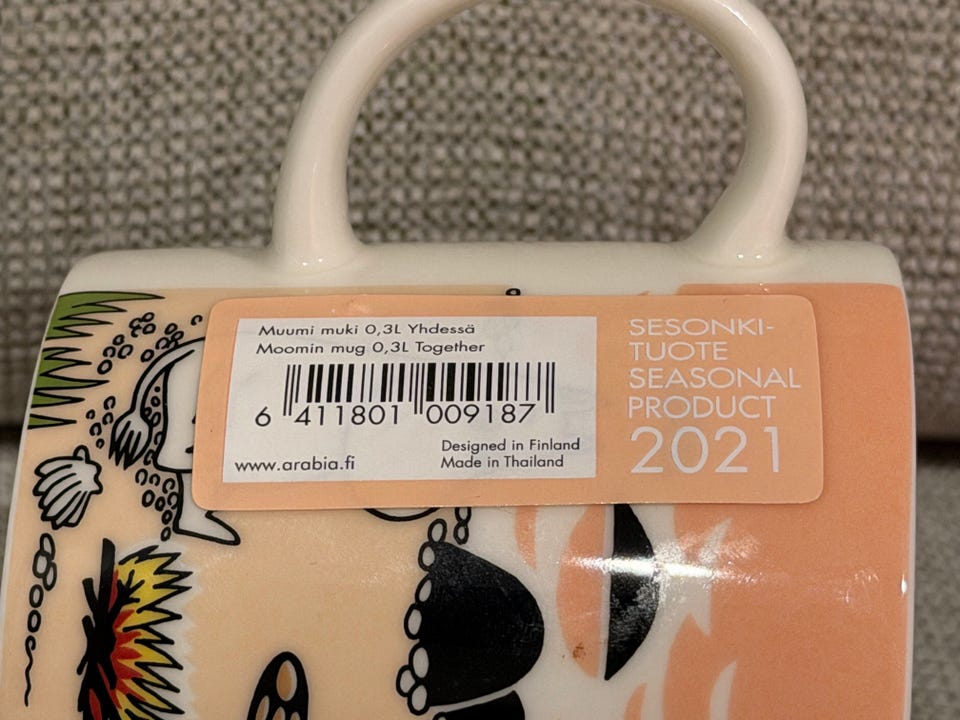 Muumi muki 0,3L Yhdessä
Moomin mug 0,3L Together
6 411801 009187
www.arabia.fi
Designed in Finland
Made in Thailand
SESONKI-
TUOTE
SEASONAL
PRODUCT
2021